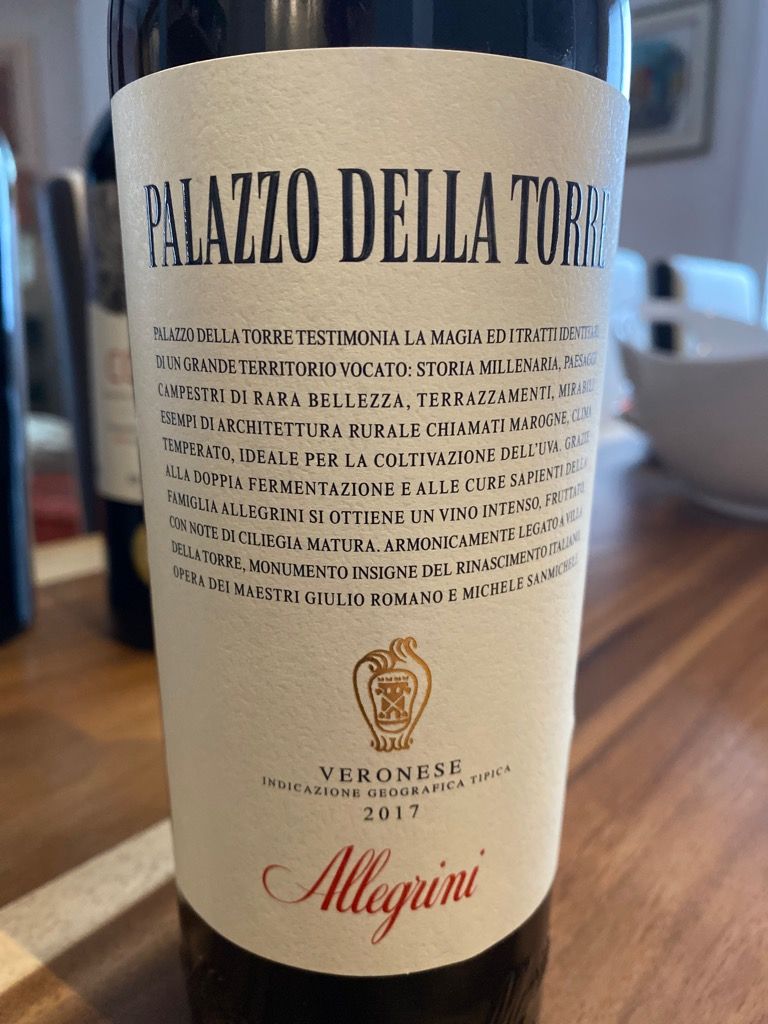 PALAZZO DELLA TORRE
PALAZZO DELLA TORRE TESTIMONIA LA MAGIA ED I TRATTI
DI UN GRANDE TERRITORIO VOCATO: STORIA MILLENARIA, PAESAGGI
CAMPESTRI DI RARA BELLEZZA, TERRAZZAMENTI, MIRABILI
ESEMPI DI ARCHITETTURA RURALE CHIAMATI MAROGNE, CLIMA
TEMPERATO, IDEALE PER LA COLTIVAZIONE DELL'UVA. GRAZIE
ALLA DOPPIA FERMENTAZIONE E ALLE CURE SAPIENTI DELLA
FAMIGLIA ALLEGRINI SI OTTIENE UN VINO INTENSO, FRUTTATO,
CON NOTE DI CILIEGIA MATURA. ARMONICAMENTE LEGATO A VILLA
DELLA TORRE, MONUMENTO INSIGNE DEL RINASCIMENTO ITALIANO,
OPERA DEI MAESTRI GIULIO ROMANO E MICHELE SANMICHELI.
VERONESE
INDICAZIONE GEOGRAFICA TIPICA
2017
Allegrini